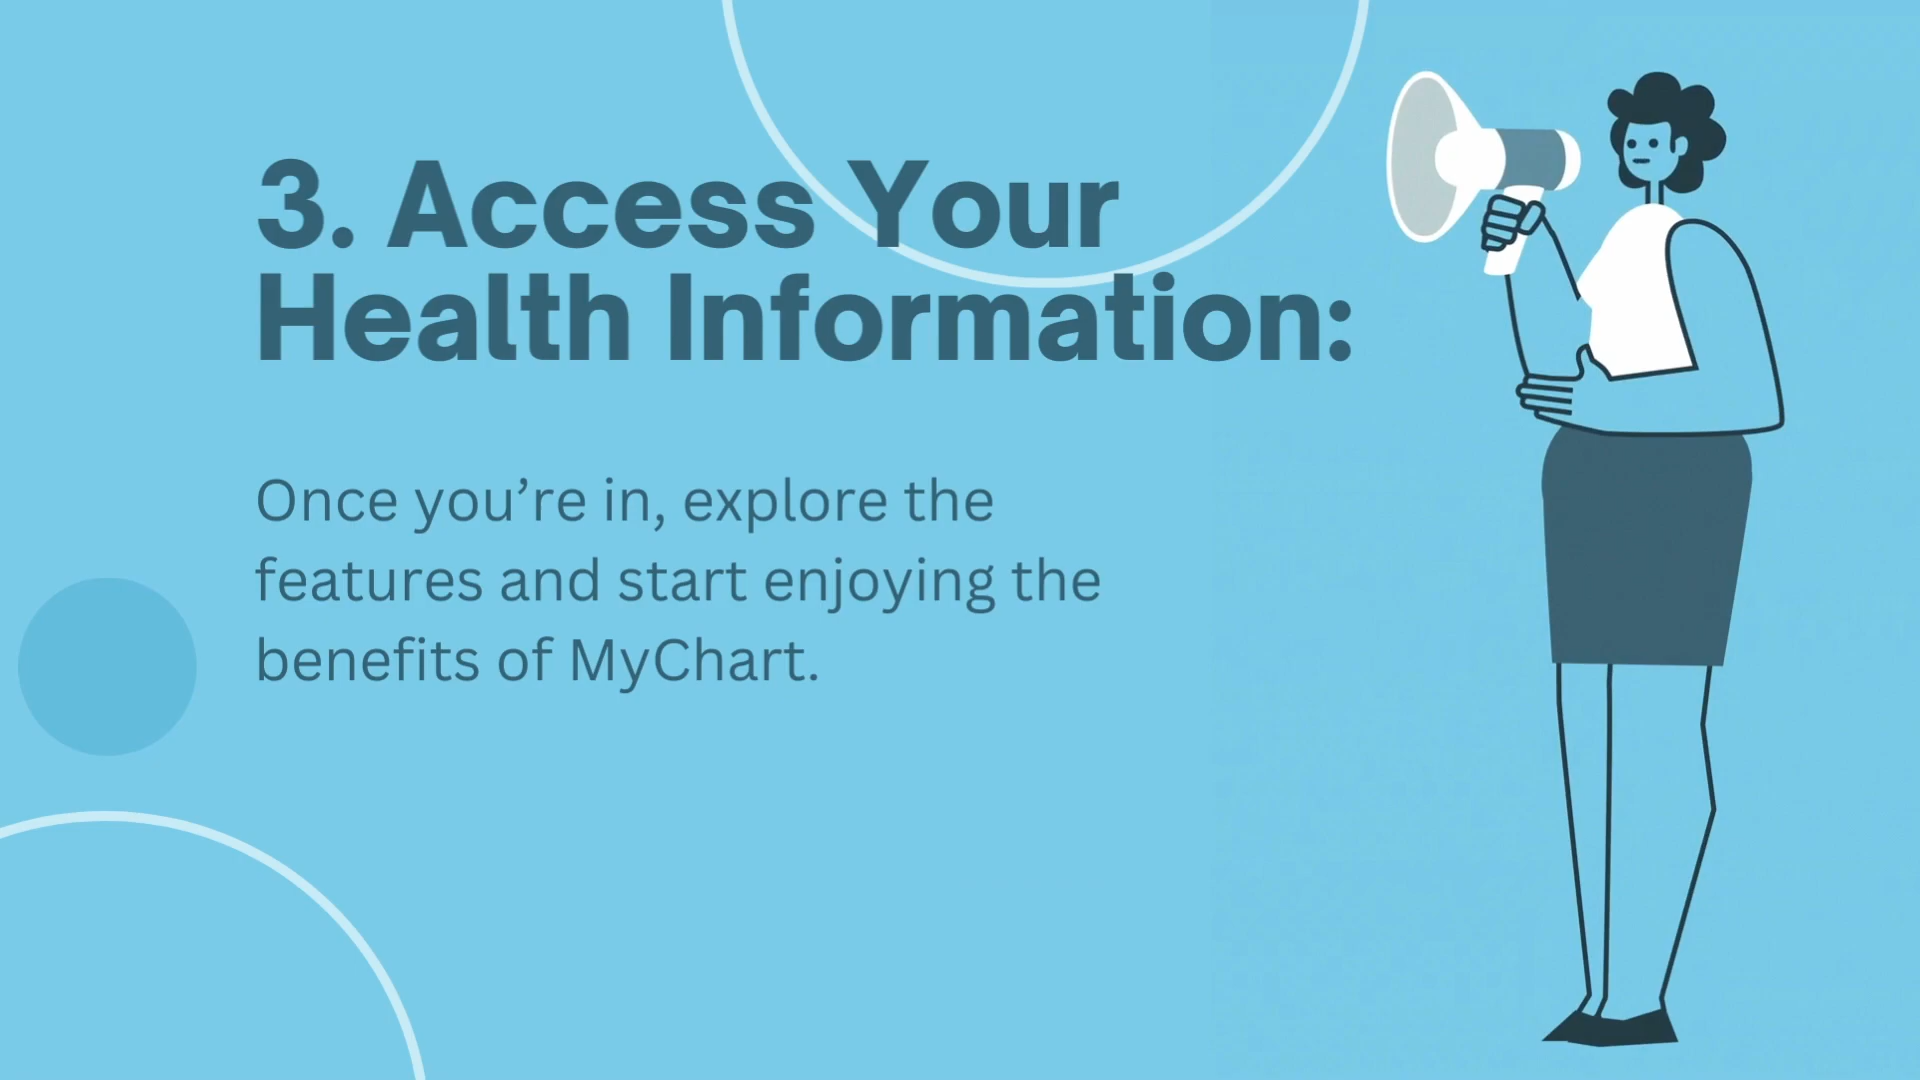 3. Access Your
Health Information:
Once you’re in, explore the
features and start enjoying the
benefits of MyChart.